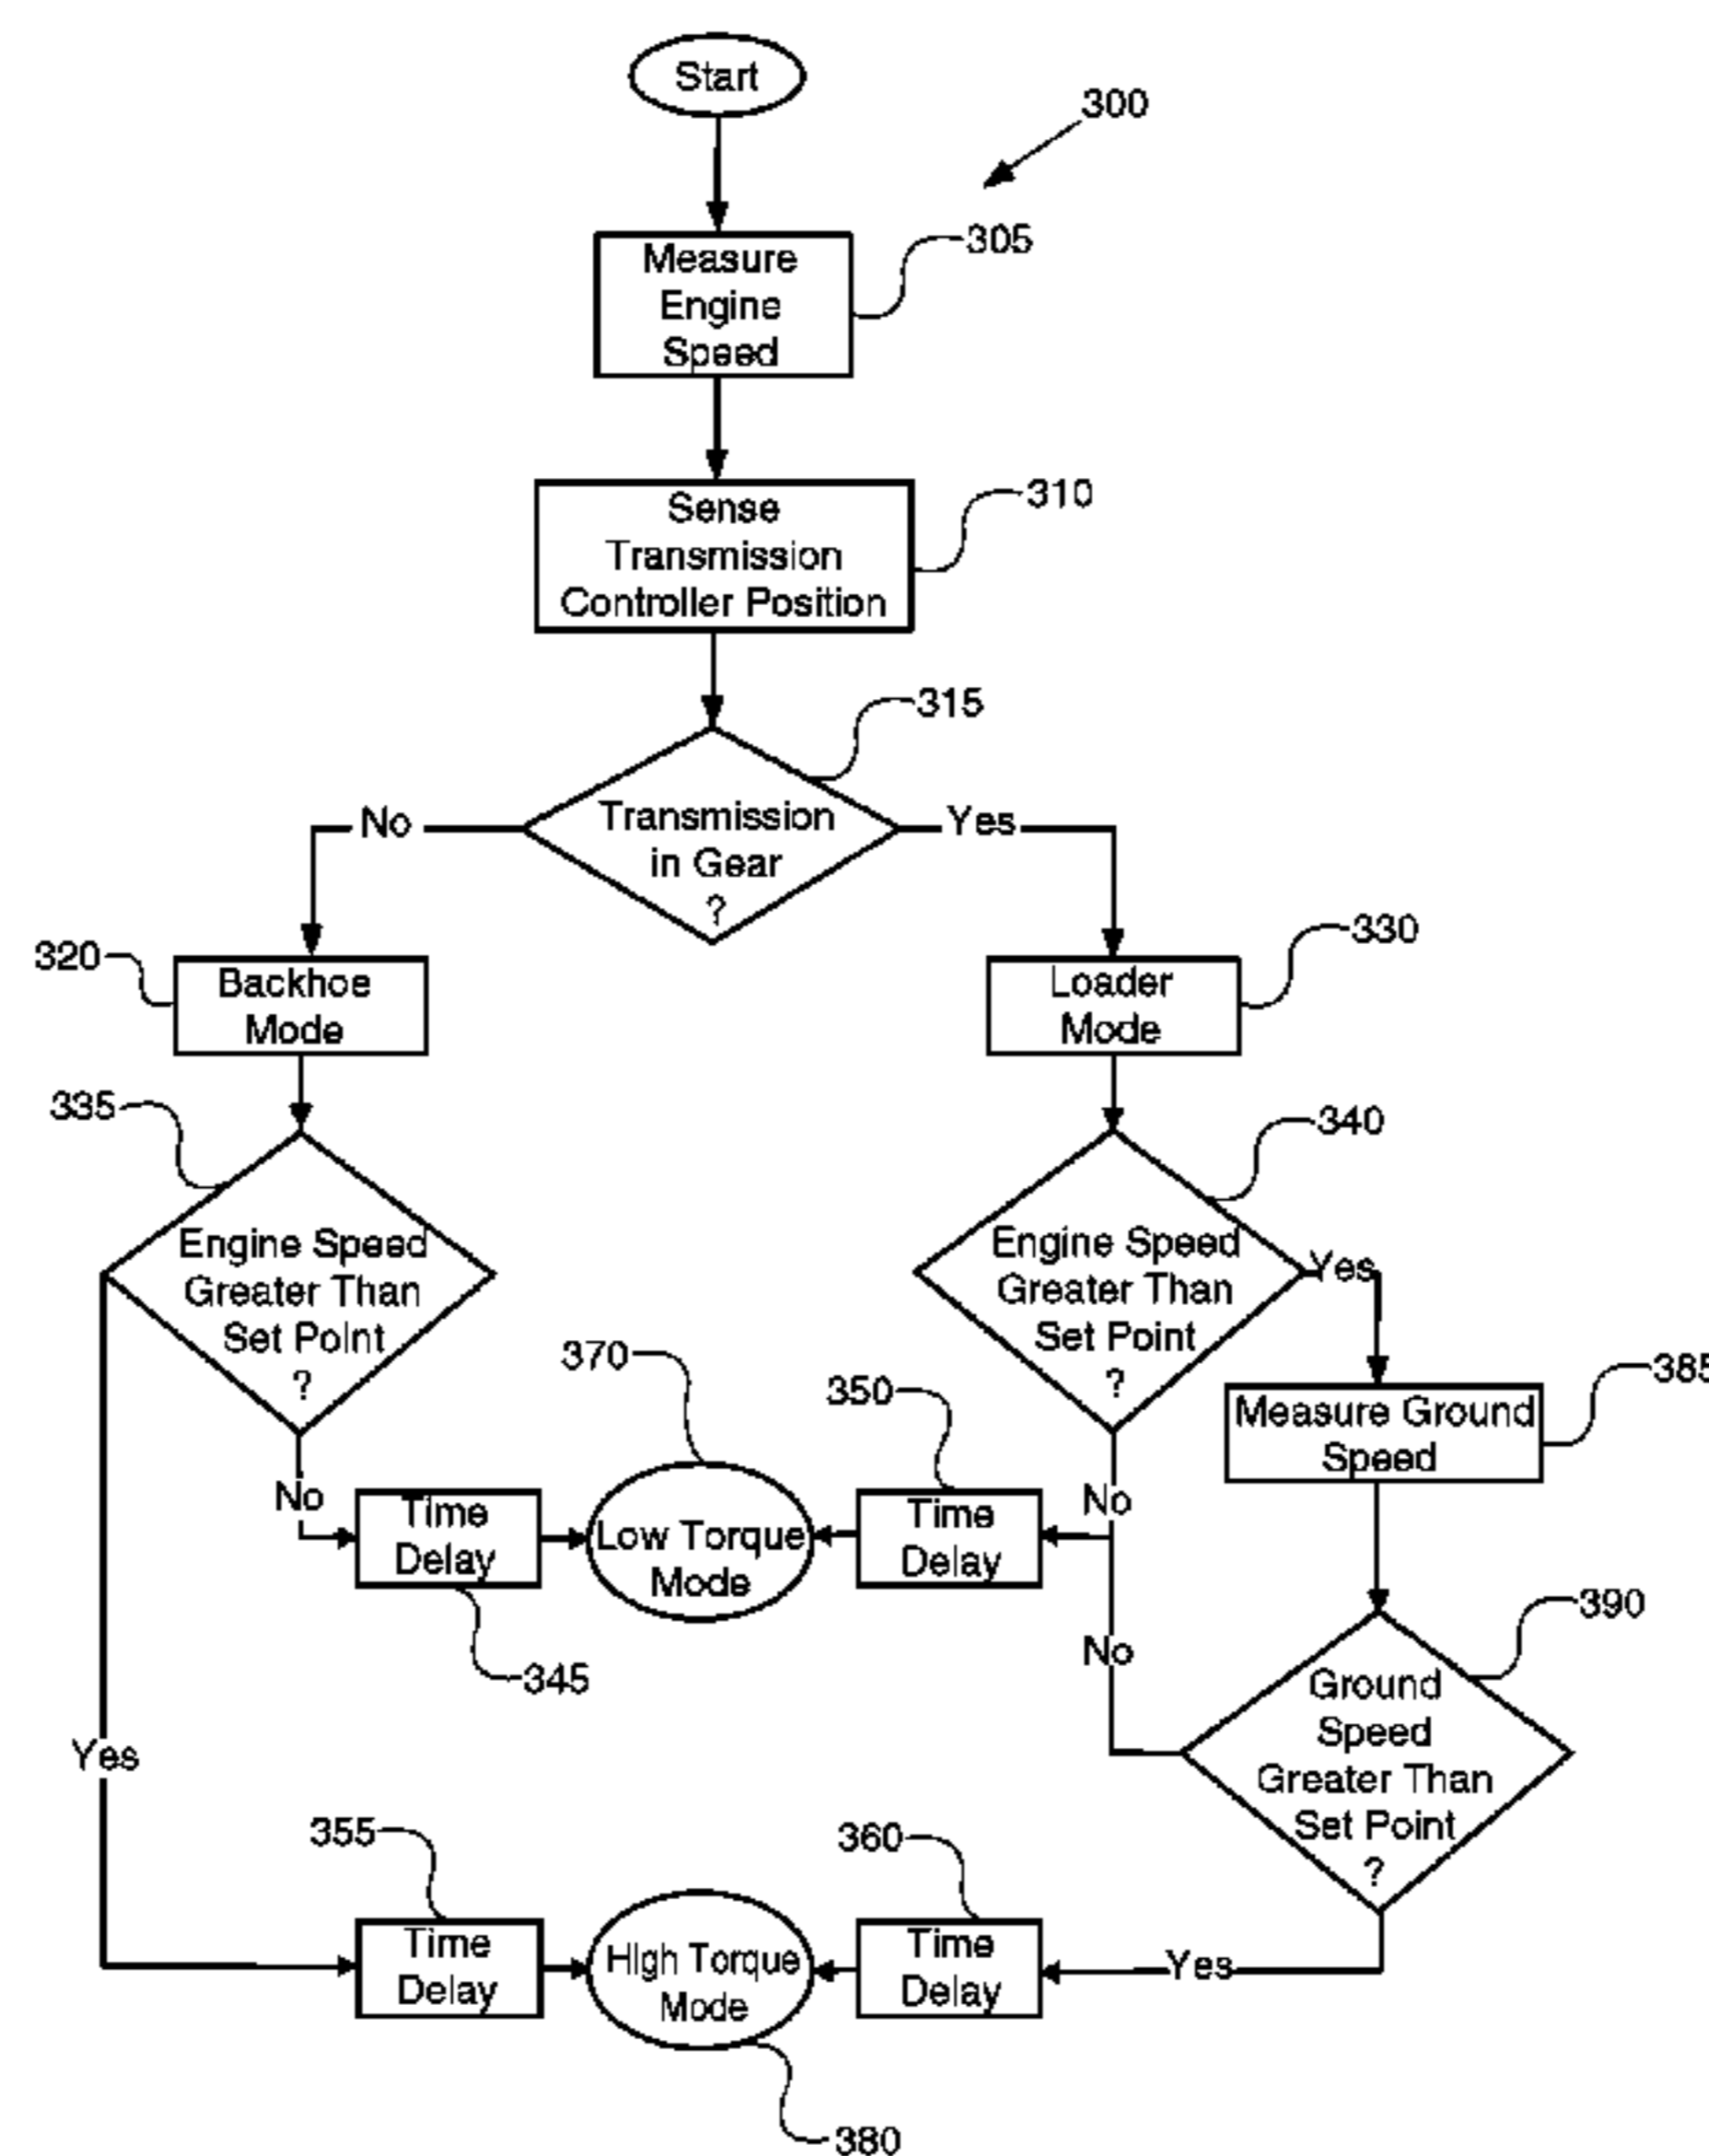 Start
300
305
Measure
Engine
Speed
310
Sense
Transmission
Controller Position
315
Transmission
in Gear
?
No
Yes
320
Backhoe
Mode
330
Loader
Mode
335
Engine Speed
Greater Than
Set Point
?
340
Engine Speed
Greater Than
Set Point
?
Yes
385
Measure Ground
Speed
370
350
No
Time
Delay
Low Torque
Mode
Time
Delay
No
345
No
390
Ground
Speed
Greater Than
Set Point
?
Yes
355
360
Time
Delay
High Torque
Mode
Time
Delay
Yes
380